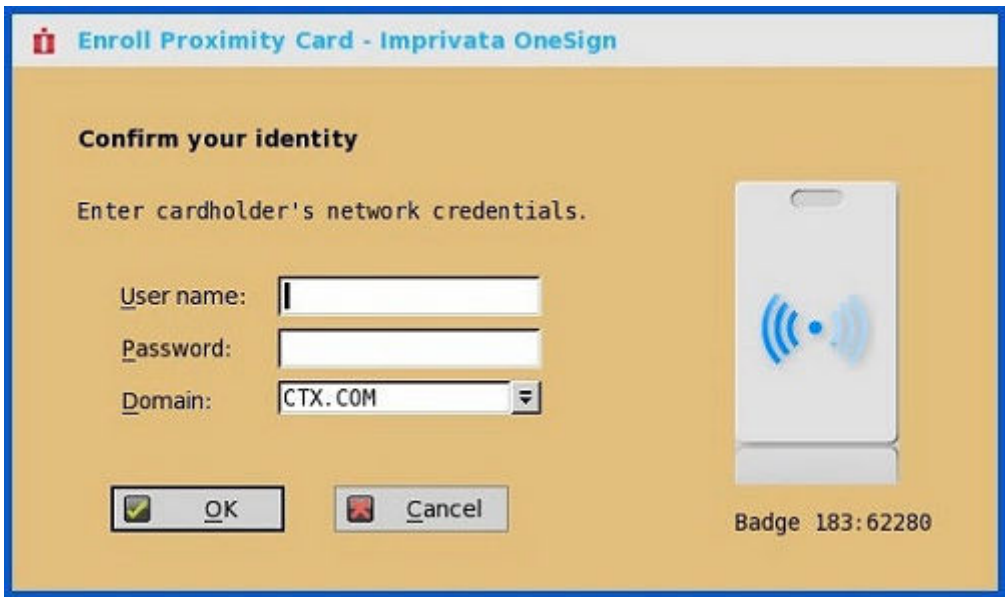 Enroll Proximity Card - Imprivata OneSign
Confirm your identity
Enter cardholder's network credentials.
User name:
Password:
Domain: CTX.COM
OK Cancel
Badge 183:62280